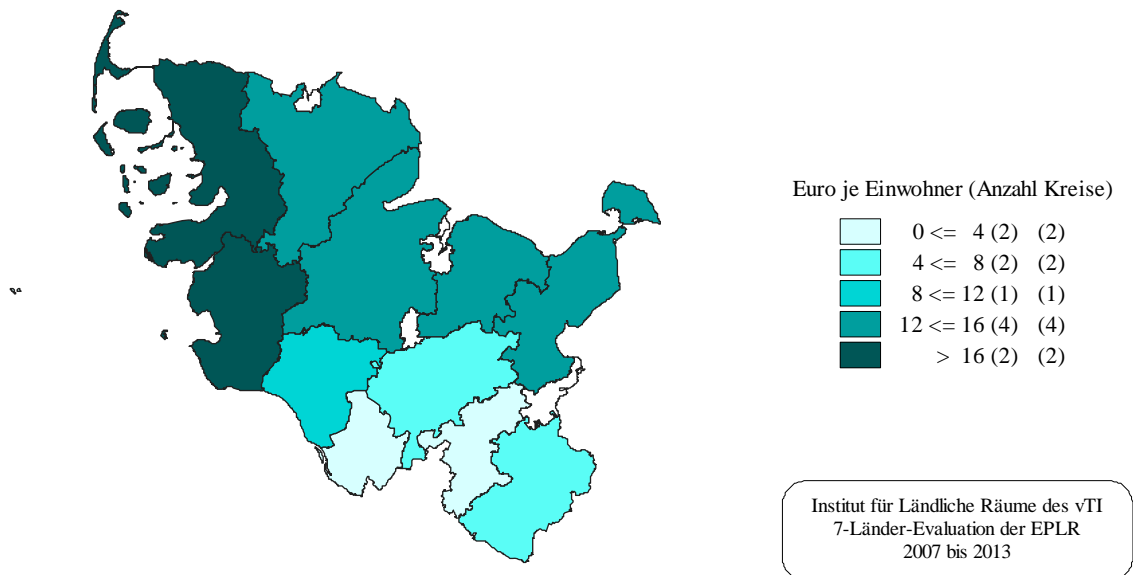 Euro je Einwohner (Anzahl Kreise)
0 <= 4 (2) (2)
4 <= 8 (2) (2)
8 <= 12 (1) (1)
12 <= 16 (4) (4)
> 16 (2) (2)
Institut für Ländliche Räume des vTI
7-Länder-Evaluation der EPLR
2007 bis 2013